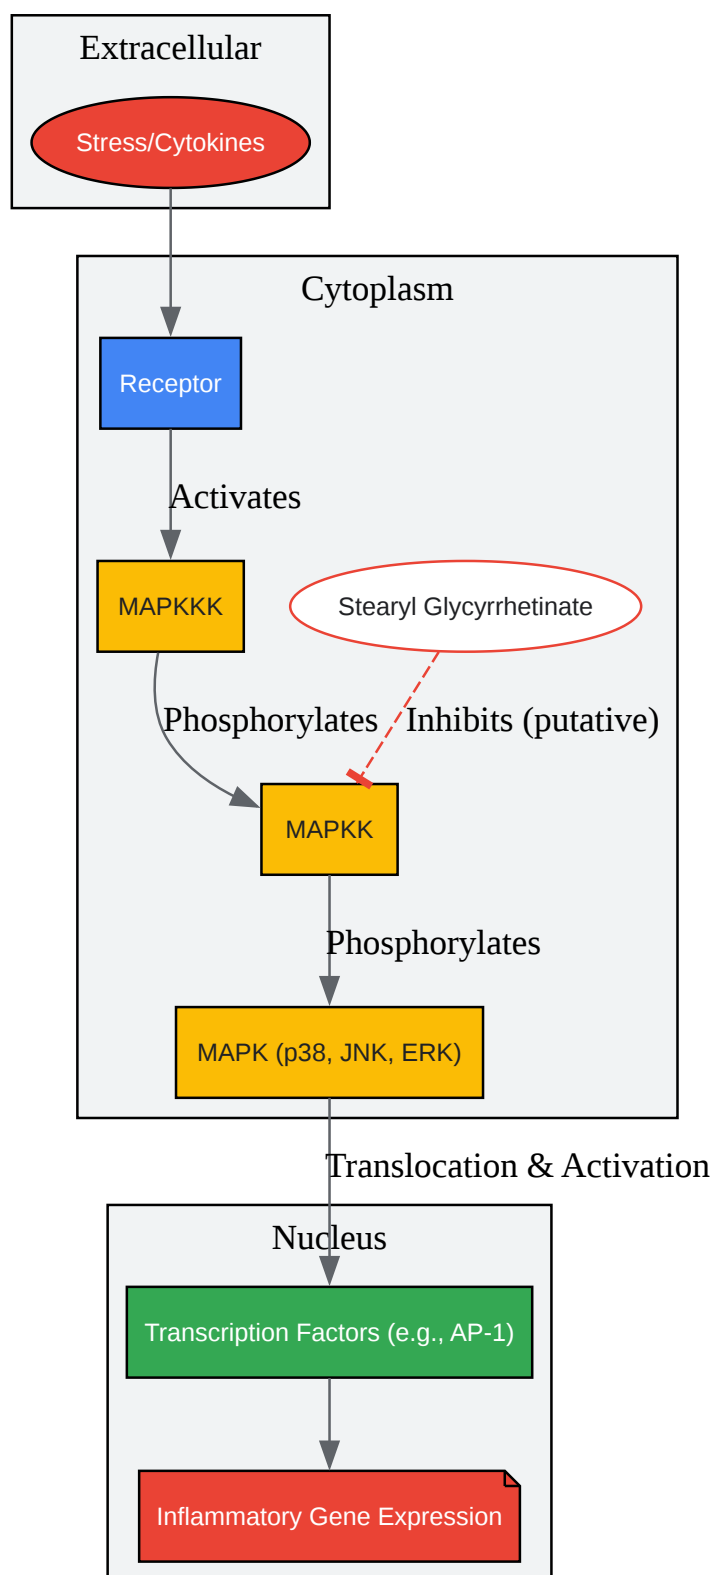 Extracellular
Stress/Cytokines
Cytoplasm
Receptor
Activates
MAPKKK
Stearyl Glycyrrhetinate
Phosphorylates
Inhibits (putative)
MAPKK
Phosphorylates
MAPK (p38, JNK, ERK)
Translocation & Activation
Nucleus
Transcription Factors (e.g., AP-1)
Inflammatory Gene Expression